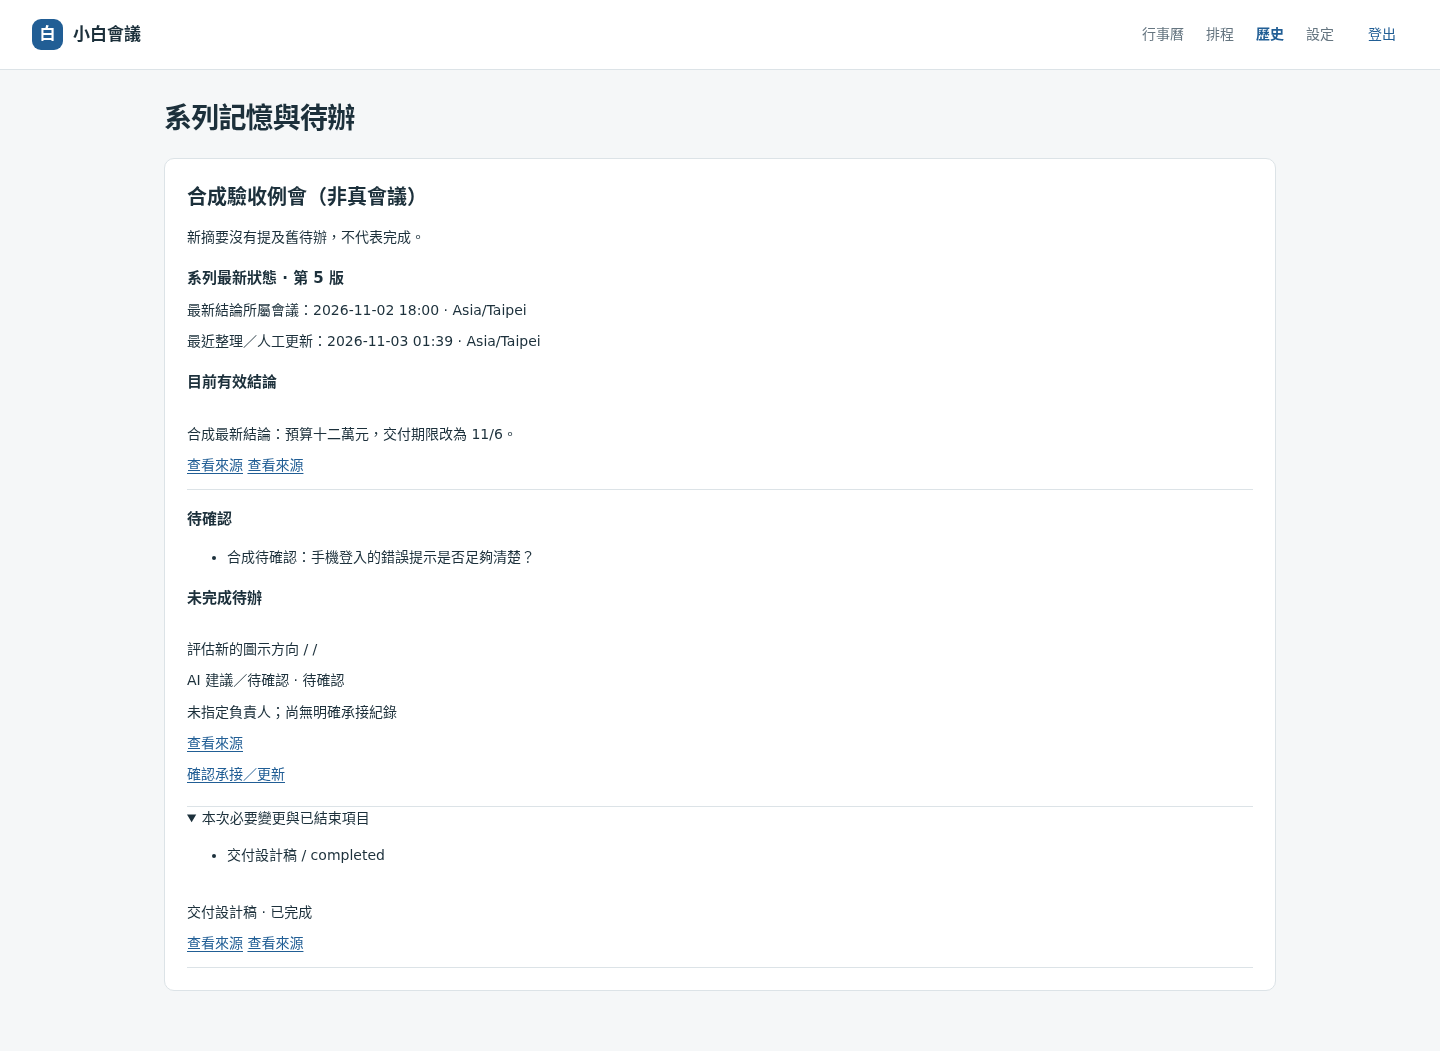 白 小白會議 行事曆 排程 歷史 設定 登出
系列記憶與待辦
合成驗收例會（非真會議）
新摘要沒有提及舊待辦，不代表完成。
系列最新狀態 · 第 5 版
最新結論所屬會議：2026-11-02 18:00 · Asia/Taipei
最近整理／人工更新：2026-11-03 01:39 · Asia/Taipei
目前有效結論
合成最新結論：預算十二萬元，交付期限改為 11/6。
查看來源 查看來源
待確認
• 合成待確認：手機登入的錯誤提示是否足夠清楚？
未完成待辦
評估新的圖示方向 / /
AI 建議／待確認 · 待確認
未指定負責人；尚無明確承接紀錄
查看來源
確認承接／更新
▼ 本次必要變更與已結束項目
• 交付設計稿 / completed
交付設計稿 · 已完成
查看來源 查看來源